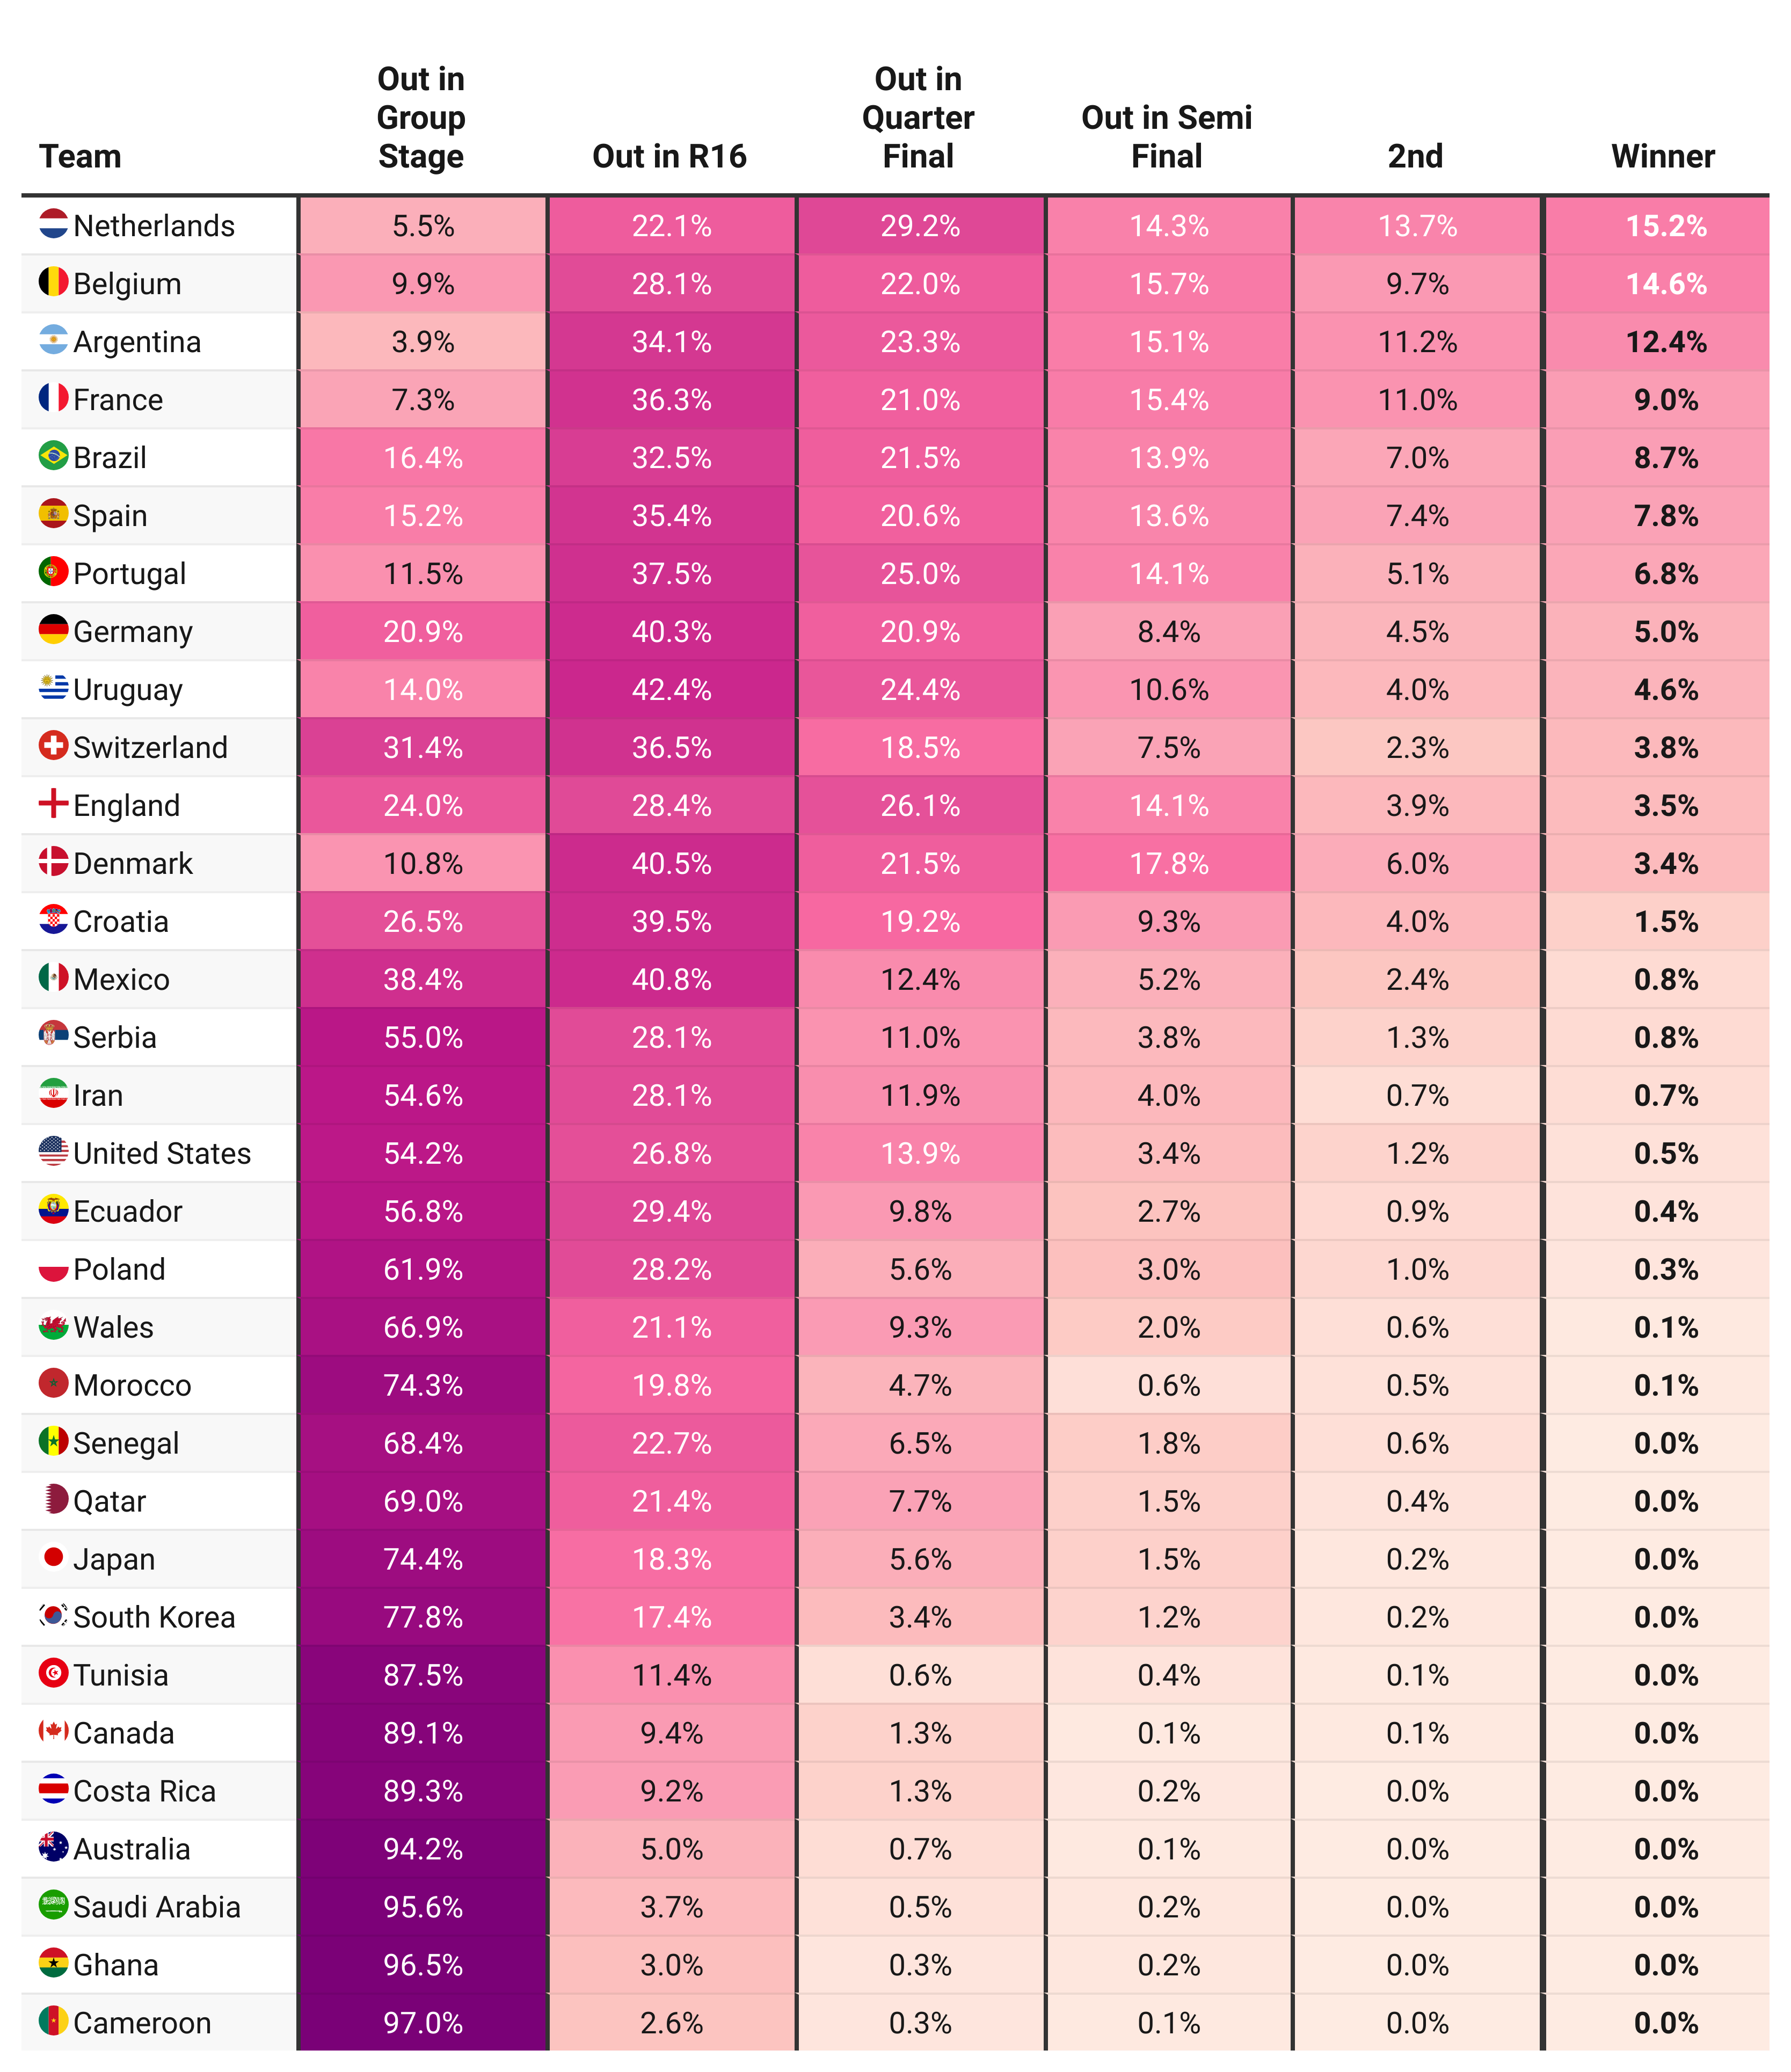 Team Out in Group Stage Out in R16 Out in Quarter Final Out in Semi Final 2nd Winner
Netherlands 5.5% 22.1% 29.2% 14.3% 13.7% 15.2%
Belgium 9.9% 28.1% 22.0% 15.7% 9.7% 14.6%
Argentina 3.9% 34.1% 23.3% 15.1% 11.2% 12.4%
France 7.3% 36.3% 21.0% 15.4% 11.0% 9.0%
Brazil 16.4% 32.5% 21.5% 13.9% 7.0% 8.7%
Spain 15.2% 35.4% 20.6% 13.6% 7.4% 7.8%
Portugal 11.5% 37.5% 25.0% 14.1% 5.1% 6.8%
Germany 20.9% 40.3% 20.9% 8.4% 4.5% 5.0%
Uruguay 14.0% 42.4% 24.4% 10.6% 4.0% 4.6%
Switzerland 31.4% 36.5% 18.5% 7.5% 2.3% 3.8%
England 24.0% 28.4% 26.1% 14.1% 3.9% 3.5%
Denmark 10.8% 40.5% 21.5% 17.8% 6.0% 3.4%
Croatia 26.5% 39.5% 19.2% 9.3% 4.0% 1.5%
Mexico 38.4% 40.8% 12.4% 5.2% 2.4% 0.8%
Serbia 55.0% 28.1% 11.0% 3.8% 1.3% 0.8%
Iran 54.6% 28.1% 11.9% 4.0% 0.7% 0.7%
United States 54.2% 26.8% 13.9% 3.4% 1.2% 0.5%
Ecuador 56.8% 29.4% 9.8% 2.7% 0.9% 0.4%
Poland 61.9% 28.2% 5.6% 3.0% 1.0% 0.3%
Wales 66.9% 21.1% 9.3% 2.0% 0.6% 0.1%
Morocco 74.3% 19.8% 4.7% 0.6% 0.5% 0.1%
Senegal 68.4% 22.7% 6.5% 1.8% 0.6% 0.0%
Qatar 69.0% 21.4% 7.7% 1.5% 0.4% 0.0%
Japan 74.4% 18.3% 5.6% 1.5% 0.2% 0.0%
South Korea 77.8% 17.4% 3.4% 1.2% 0.2% 0.0%
Tunisia 87.5% 11.4% 0.6% 0.4% 0.1% 0.0%
Canada 89.1% 9.4% 1.3% 0.1% 0.1% 0.0%
Costa Rica 89.3% 9.2% 1.3% 0.2% 0.0% 0.0%
Australia 94.2% 5.0% 0.7% 0.1% 0.0% 0.0%
Saudi Arabia 95.6% 3.7% 0.5% 0.2% 0.0% 0.0%
Ghana 96.5% 3.0% 0.3% 0.2% 0.0% 0.0%
Cameroon 97.0% 2.6% 0.3% 0.1% 0.0% 0.0%